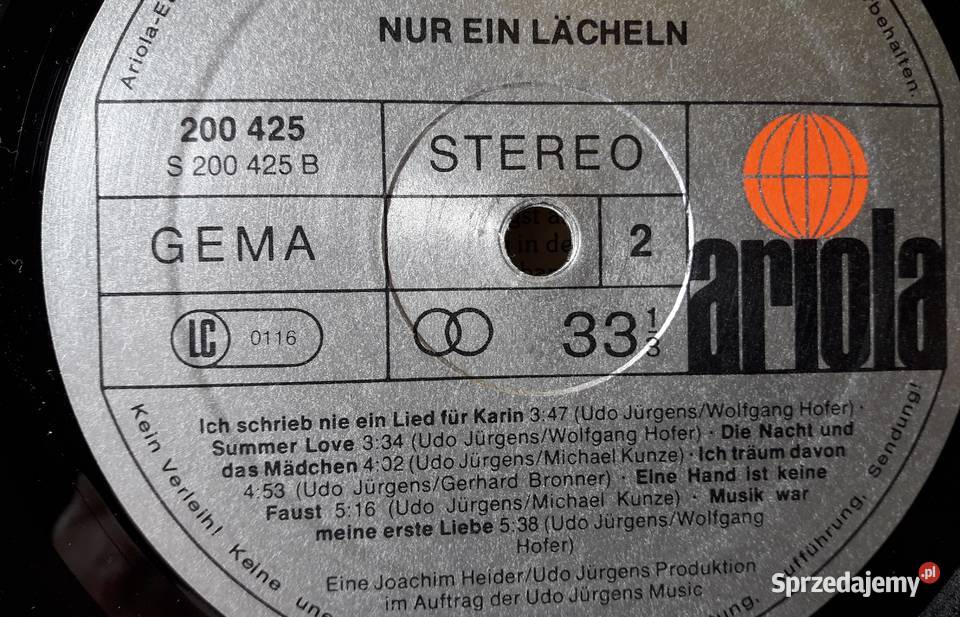 NUR EIN LÄCHELN
Ariola-E
behalten.
200 425
S 200 425 B
STEREO
GEMA
2
LC 0116
33 1/3
ariola
Ich schrieb nie ein Lied für Karin 3:47 (Udo Jürgens/Wolfgang Hofer) ·
Summer Love 3:34 (Udo Jürgens/Wolfgang Hofer) · Die Nacht und
das Mädchen 4:02 (Udo Jürgens/Michael Kunze) · Ich träum davon
4:53 (Udo Jürgens/Gerhard Bronner) · Eine Hand ist keine
Faust 5:16 (Udo Jürgens/Michael Kunze) · Musik war
meine erste Liebe 5:38 (Udo Jürgens/Wolfgang
Hofer)
Eine Joachim Heider/Udo Jürgens Produktion
im Auftrag der Udo Jürgens Music
Kein Verleih! Keine
ufführung, Sendung!
Sprzedajemy.pl